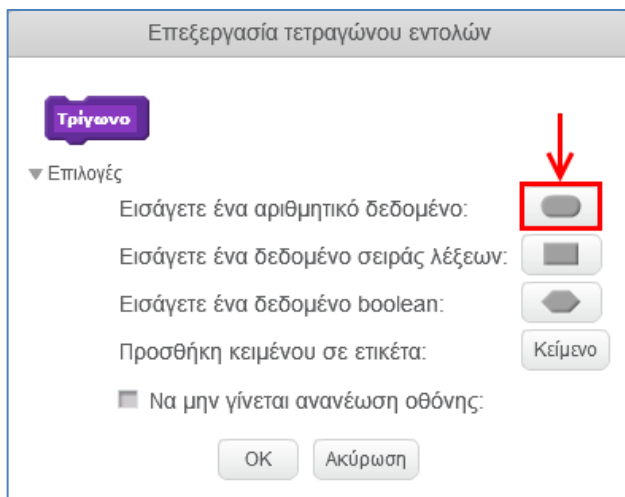 Επεξεργασία τετραγώνου εντολών
Τρίγωνο
Επιλογές
Εισάγετε ένα αριθμητικό δεδομένο:
Εισάγετε ένα δεδομένο σειράς λέξεων:
Εισάγετε ένα δεδομένο boolean:
Προσθήκη κειμένου σε ετικέτα: Κείμενο
Να μην γίνεται ανανέωση οθόνης:
ΟΚ Ακύρωση